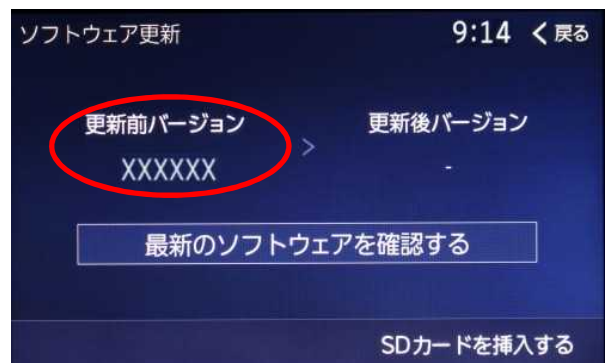 ソフトウェア更新 9:14 く戻る
更新前バージョン > 更新後バージョン
XXXXXX -
最新のソフトウェアを確認する
SDカードを挿入する